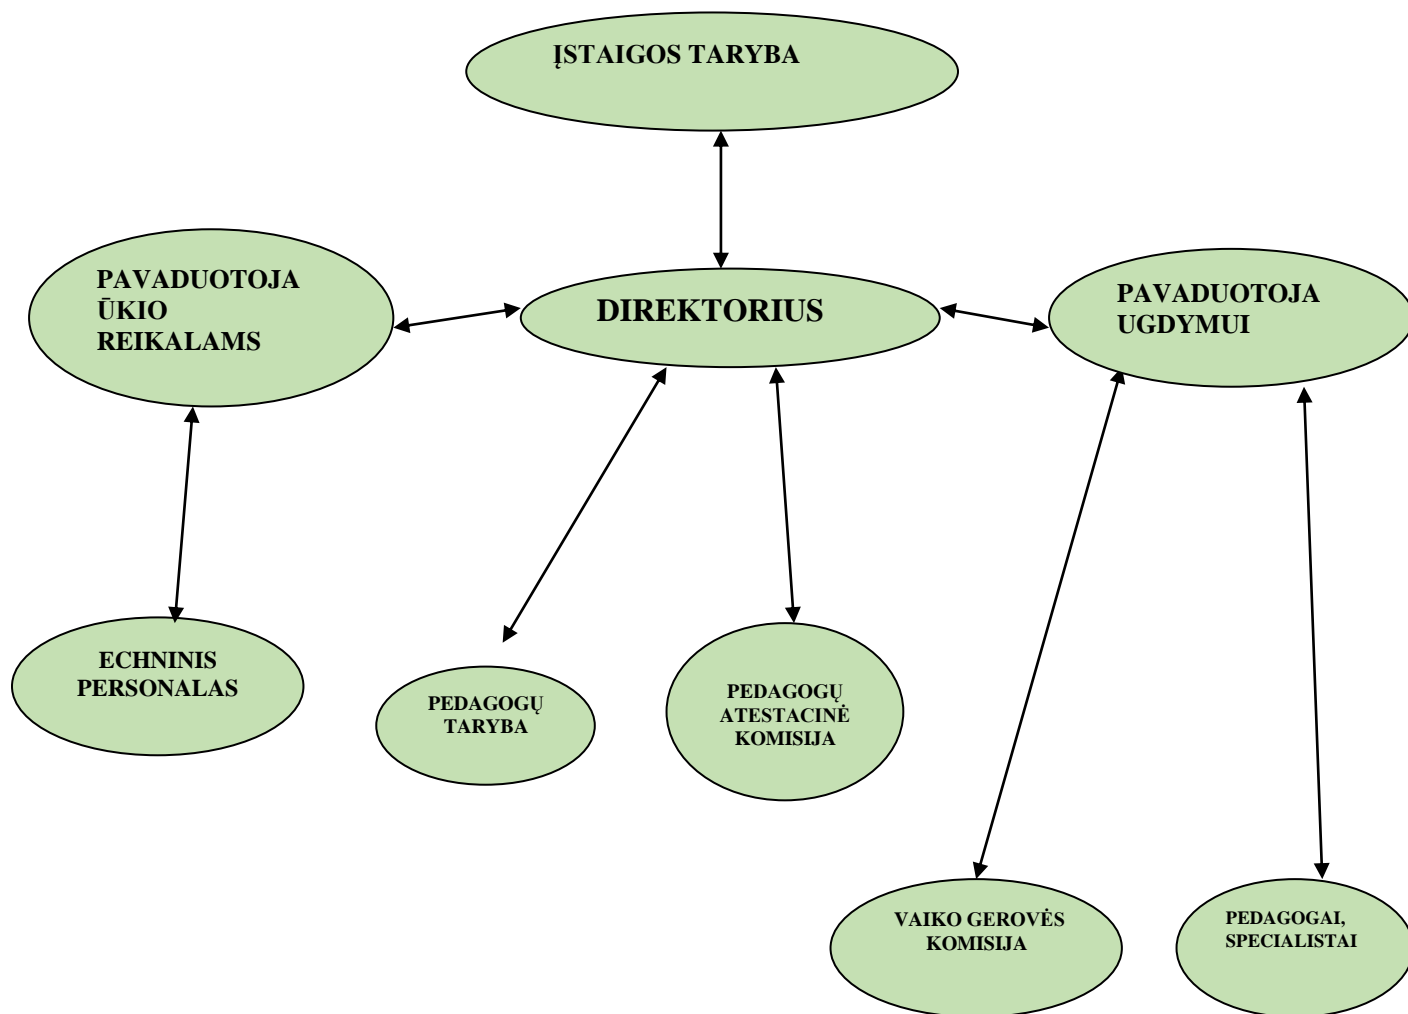 ĮSTAIGOS TARYBA
PAVADUOTOJA
ŪKIO
REIKALAMS
DIREKTORIUS
PAVADUOTOJA
UGDYMUI
ECHNINIS
PERSONALAS
PEDAGOGŲ
TARYBA
PEDAGOGŲ
ATESTACINĖ
KOMISIJA
VAIKO GEROVĖS
KOMISIJA
PEDAGOGAI,
SPECIALISTAI